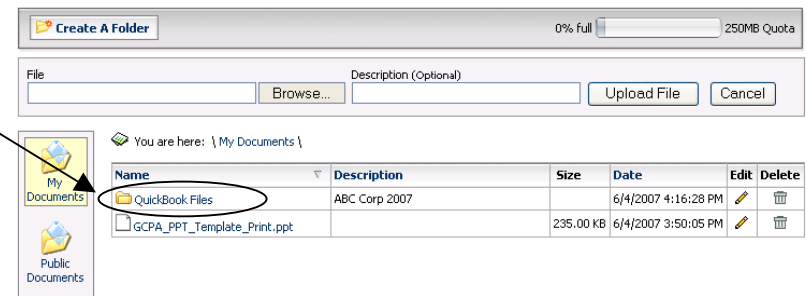 Create A Folder 0% full 250MB Quota
File Description (Optional)
Browse... Upload File Cancel
You are here: \ My Documents \
My Documents
Name Description Size Date Edit Delete
QuickBook Files ABC Corp 2007 6/4/2007 4:16:28 PM
GCPA_PPT_Template_Print.ppt 235.00 KB 6/4/2007 3:50:05 PM
Public
Documents